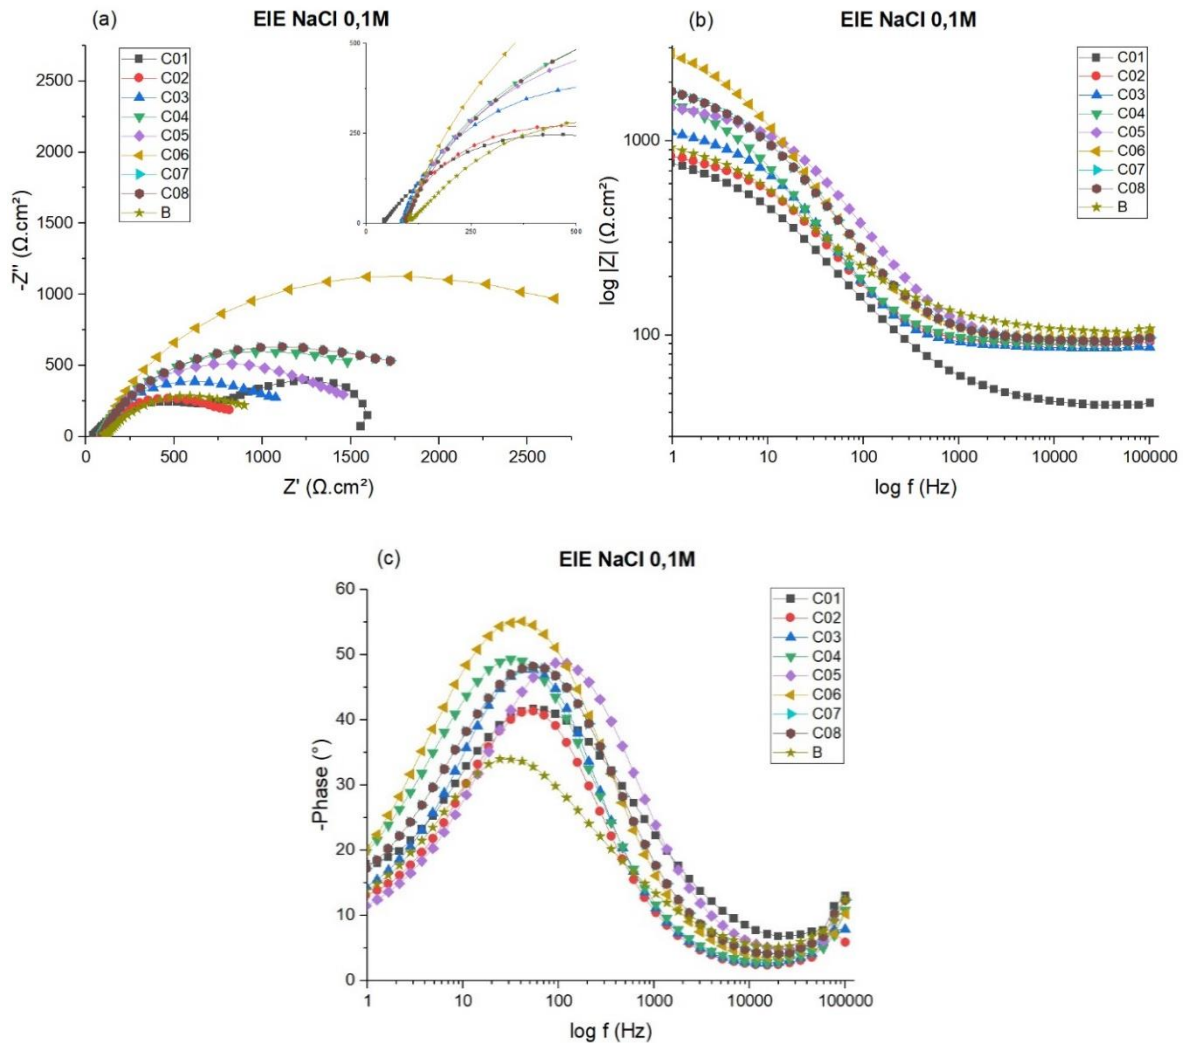 (a)
EIE NaCl 0,1M
C01
C02
C03
C04
C05
C06
C07
C08
B
500
250
0
0
250
500
2500
2000
1500
1000
500
0
-Z'' (Ω.cm²)
0
500
1000
1500
2000
2500
Z' (Ω.cm²)
(b)
EIE NaCl 0,1M
C01
C02
C03
C04
C05
C06
C07
C08
B
1000
100
log |Z| (Ω.cm²)
1
10
100
1000
10000
100000
log f (Hz)
(c)
EIE NaCl 0,1M
C01
C02
C03
C04
C05
C06
C07
C08
B
60
50
40
30
20
10
0
-Phase (°)
1
10
100
1000
10000
100000
log f (Hz)